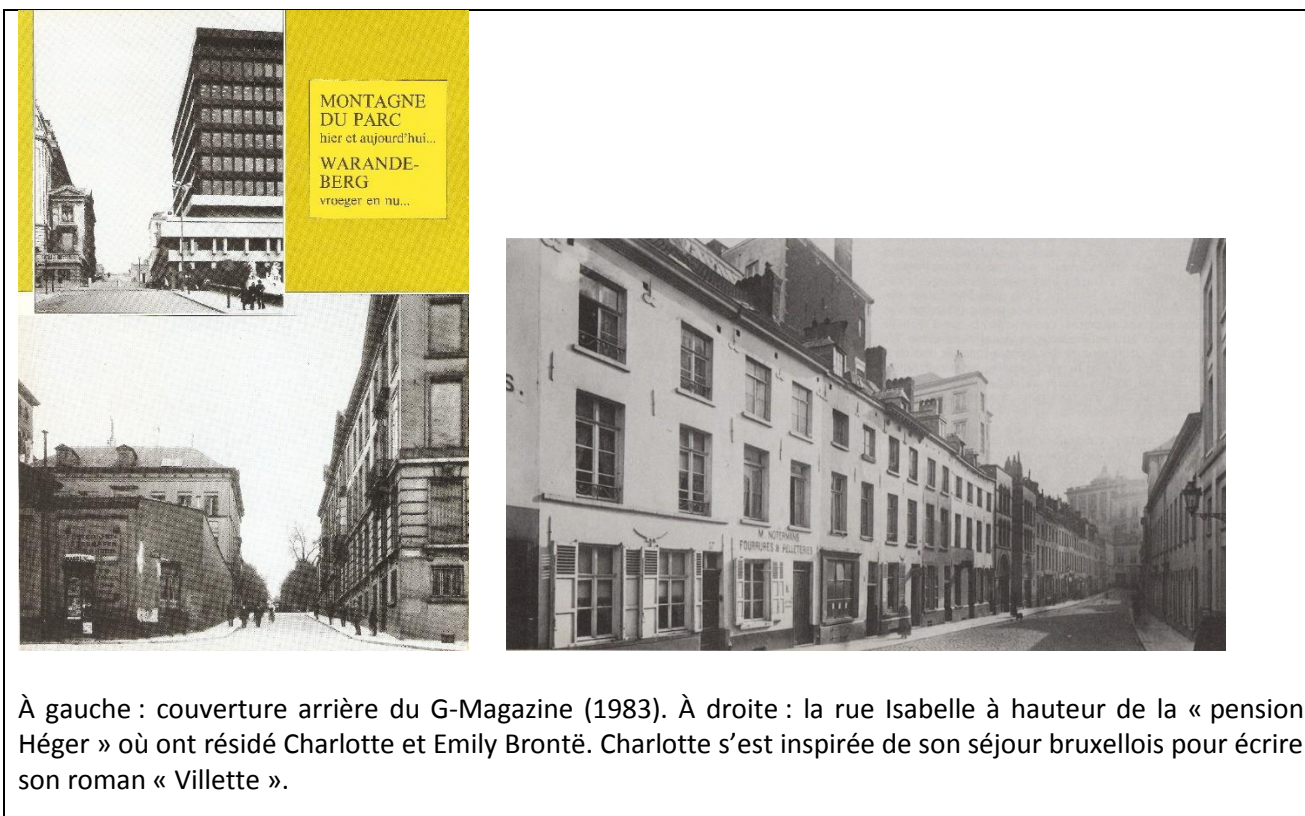 MONTAGNE
DU PARC
hier et aujourd'hui...
WARANDE-
BERG
vroeger en nu...
S.
M. NOTERMANS
FOURRURES & PELLETERIES
À gauche : couverture arrière du G-Magazine (1983). À droite : la rue Isabelle à hauteur de la « pension
Héger » où ont résidé Charlotte et Emily Brontë. Charlotte s’est inspirée de son séjour bruxellois pour écrire
son roman « Villette ».